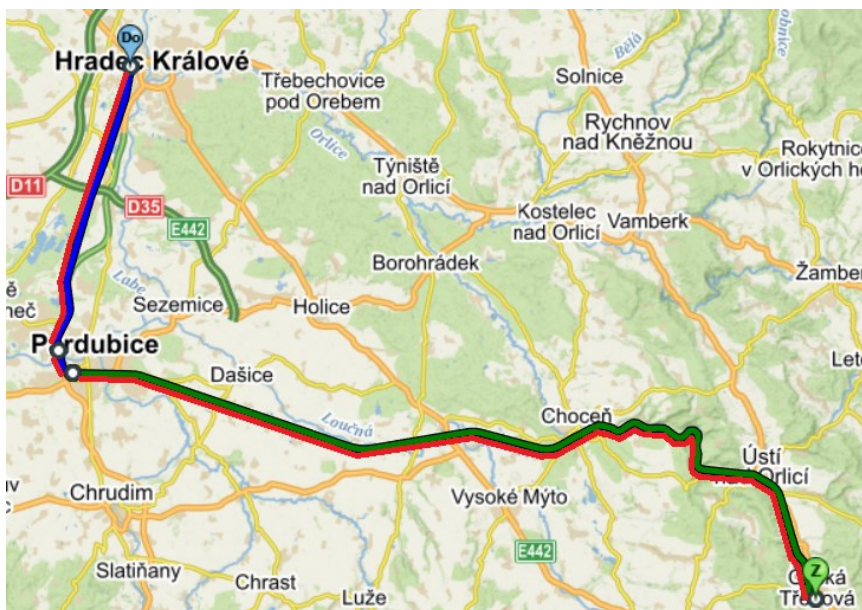 Do
Hradec Králové
Třebechovice
pod Orebem
Solnice
Bělá
Rychnov
nad Kněžnou
Rokytnice
v Orlických ho
Orlice
Týniště
nad Orlicí
D11
D35
E442
Kostelec
nad Orlicí
Vamberk
Borohrádek
Žamber
Labe
Sezemice
Holice
ě
neč
Pardubice
Dašice
Leto
Loučná
Choceň
Ústí
nad Orlicí
Chrudim
Vysoké Mýto
E442
Slatiňany
Chrast
Luže
Z
Česká
Třebová